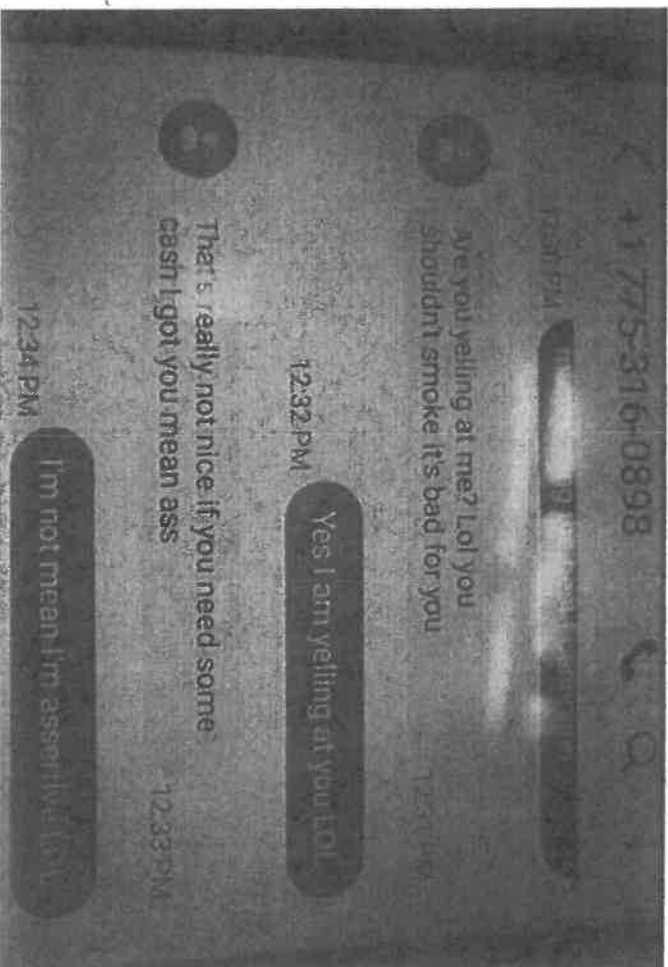 +1 775-316-0898
Are you yelling at me? Lol you
shouldn't smoke it's bad for you
Yes I am yelling at you LOL
12:32 PM
That's really not nice if you need some
cash I got you mean ass
12:33 PM
I'm not mean I'm assertive
12:34 PM